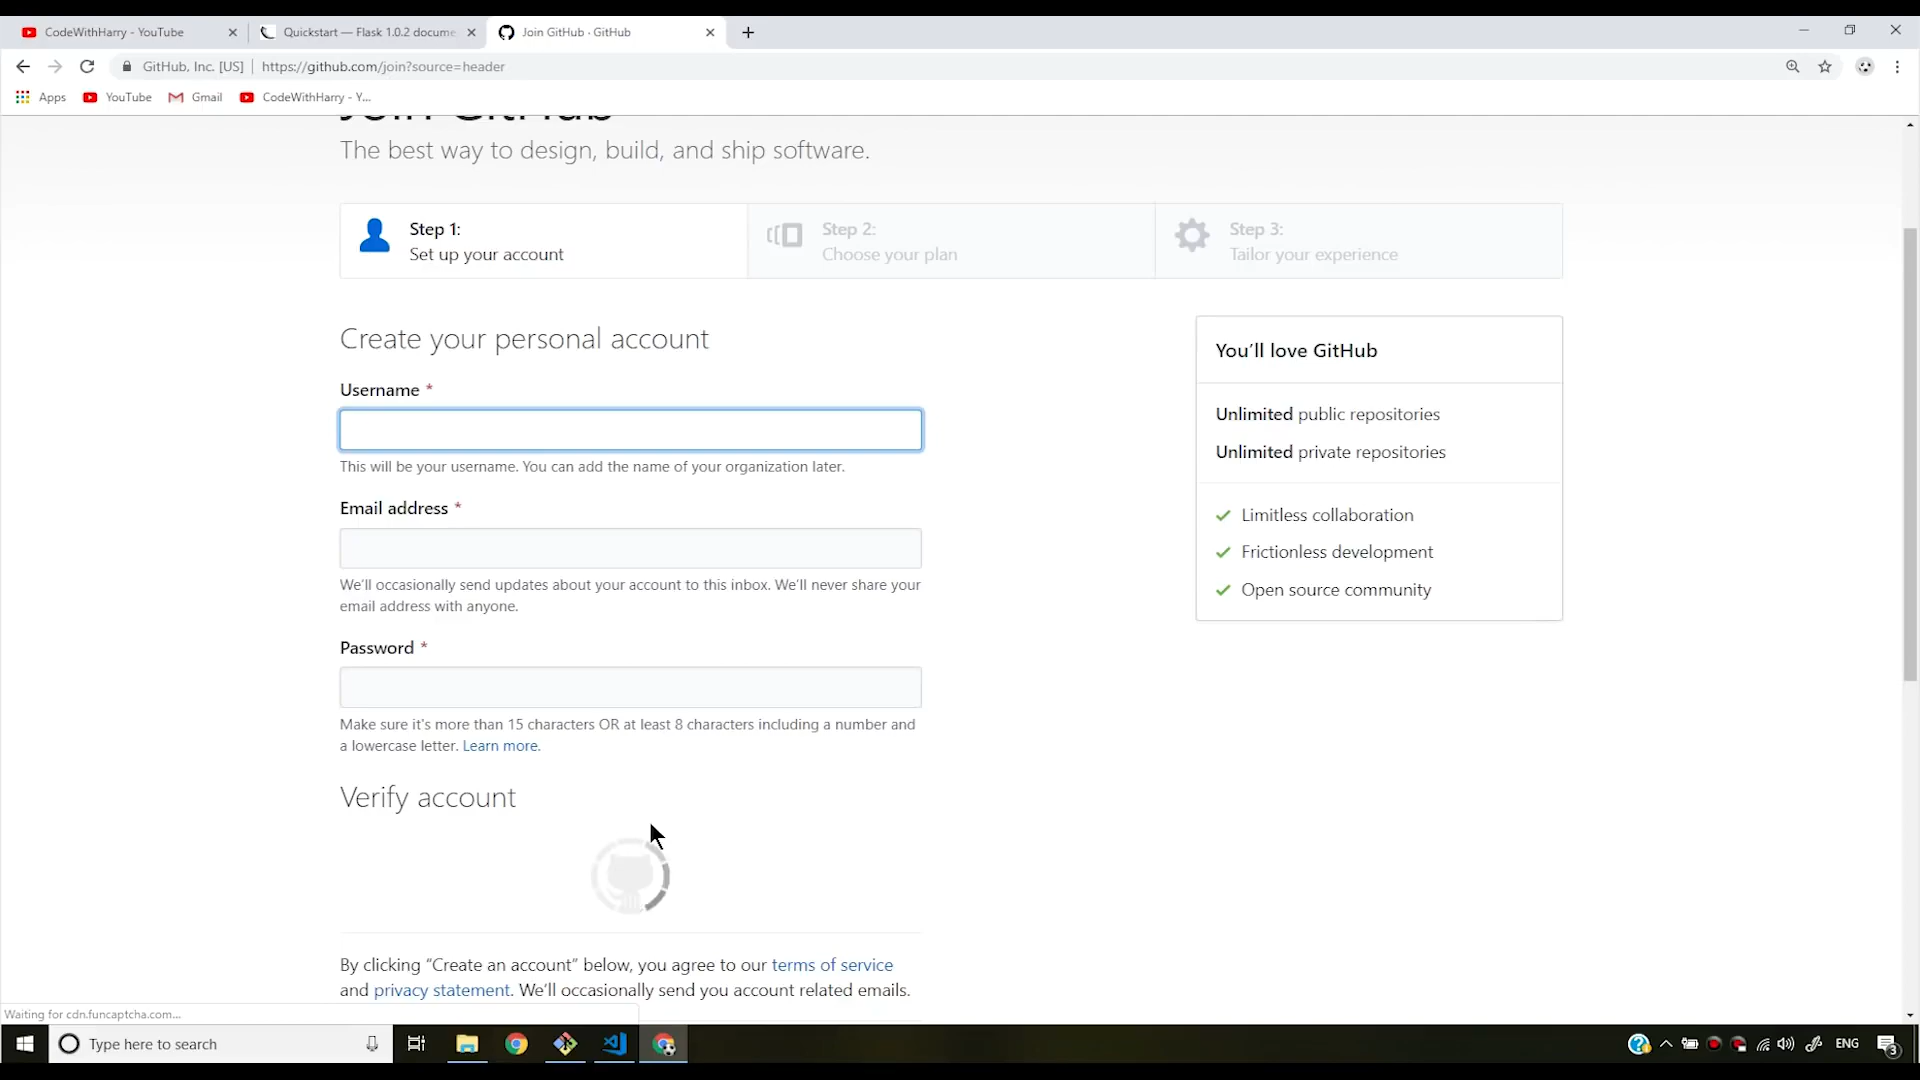 CodeWithHarry - YouTube
Quickstart — Flask 1.0.2 docume
Join GitHub · GitHub
GitHub, Inc. [US] | https://github.com/join?source=header
Apps YouTube Gmail CodeWithHarry - Y...
Join GitHub
The best way to design, build, and ship software.
Step 1:
Set up your account
Step 2:
Choose your plan
Step 3:
Tailor your experience
Create your personal account
Username *
This will be your username. You can add the name of your organization later.
Email address *
We'll occasionally send updates about your account to this inbox. We'll never share your
email address with anyone.
Password *
Make sure it's more than 15 characters OR at least 8 characters including a number and
a lowercase letter. Learn more.
Verify account
By clicking “Create an account” below, you agree to our terms of service
and privacy statement. We'll occasionally send you account related emails.
You'll love GitHub
Unlimited public repositories
Unlimited private repositories
Limitless collaboration
Frictionless development
Open source community
Waiting for cdn.funcaptcha.com...
Type here to search
ENG
3